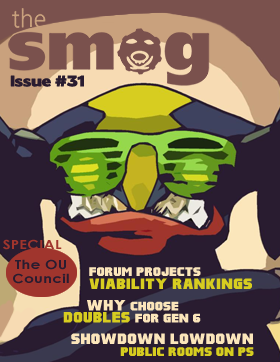 the
smog
Issue #31
SPECIAL
The OU
Council
FORUM PROJECTS
VIABILITY RANKINGS
WHY CHOOSE
DOUBLES FOR GEN 6
SHOWDOWN LOWDOWN
PUBLIC ROOMS ON PS